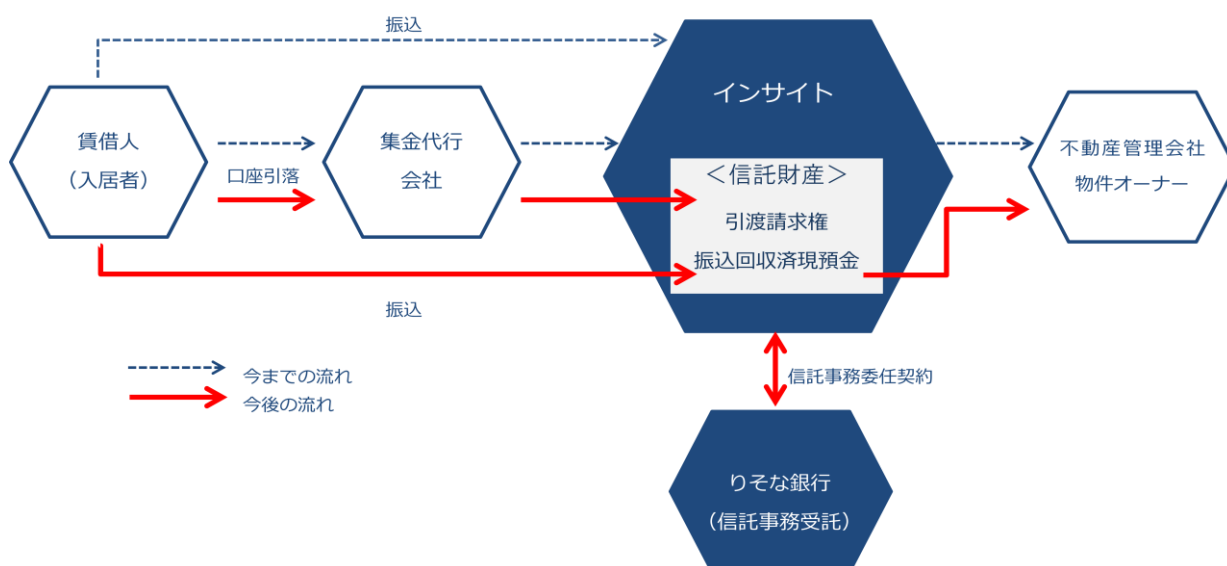 振込
インサイト
賃借人
（入居者）
集金代行
会社
口座引落
＜信託財産＞
引渡請求権
振込回収済現預金
不動産管理会社
物件オーナー
振込
今までの流れ
今後の流れ
信託事務委任契約
りそな銀行
（信託事務受託）